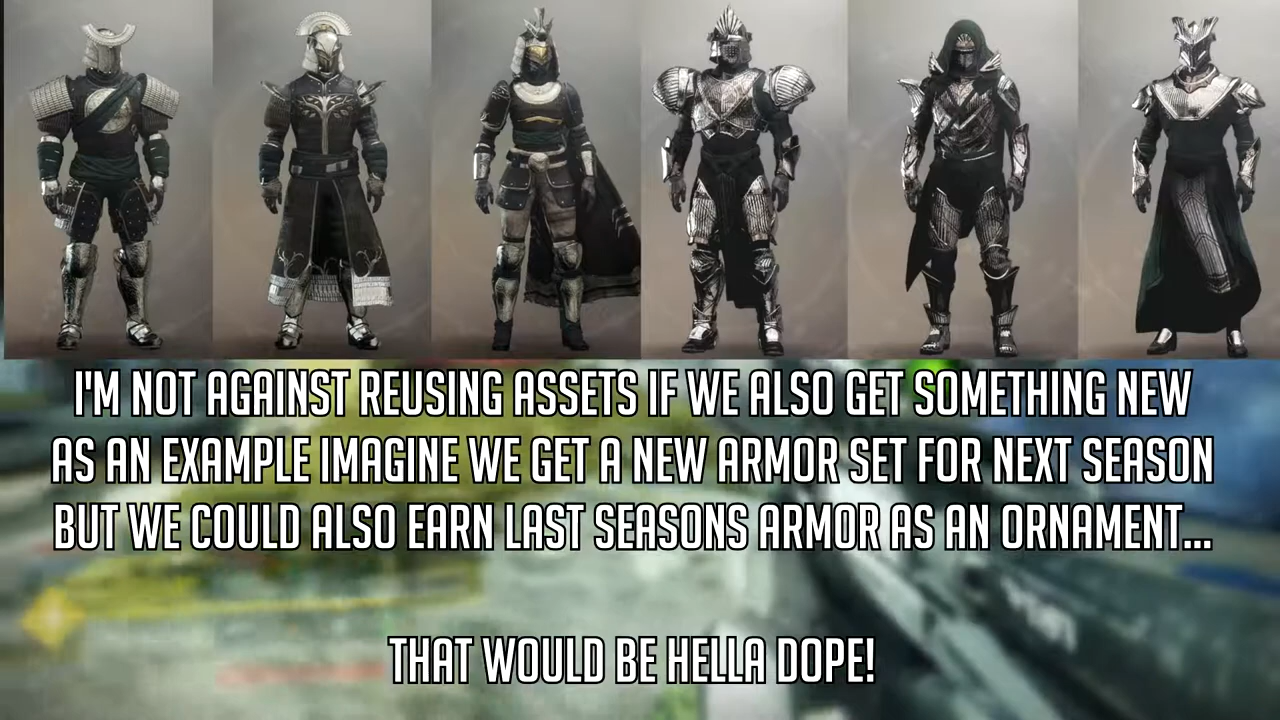 I'M NOT AGAINST REUSING ASSETS IF WE ALSO GET SOMETHING NEW
AS AN EXAMPLE IMAGINE WE GET A NEW ARMOR SET FOR NEXT SEASON
BUT WE COULD ALSO EARN LAST SEASONS ARMOR AS AN ORNAMENT...
THAT WOULD BE HELLA DOPE!